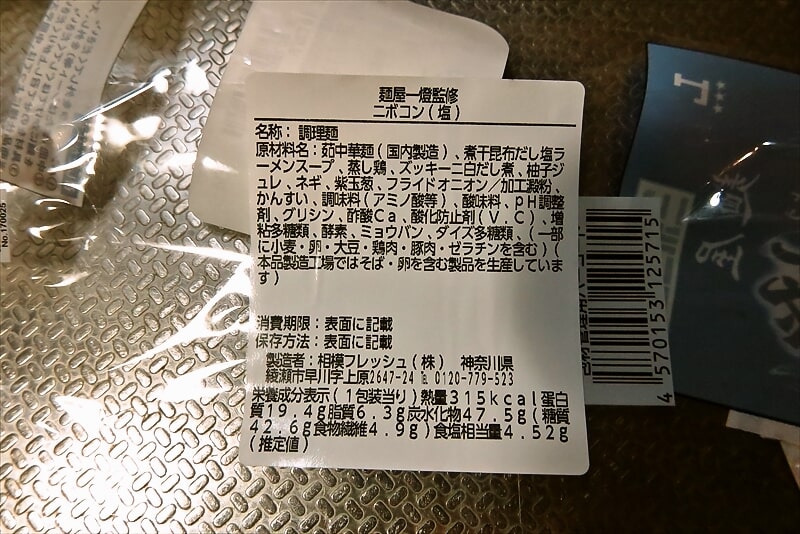 麺屋一燈監修
ニボコン(塩)
名称：調理麺
原材料名：茹中華麺(国内製造)、煮干昆布だし塩ラ
ーメンスープ、蒸し鶏、ズッキーニ白だし煮、柚子ジ
ュレ、ネギ、紫玉葱、フライドオニオン/加工澱粉、
かんすい、調味料(アミノ酸等)、酸味料、pH調整
剤、グリシン、酢酸Ca、酸化防止剤(V.C)、増
粘多糖類、酵素、ミョウバン、ダイズ多糖類、(一部
に小麦・卵・大豆・鶏肉・豚肉・ゼラチンを含む)(
本品製造工場ではそば・卵を含む製品を生産していま
す)
消費期限：表面に記載
保存方法：表面に記載
製造者：相模フレッシュ(株) 神奈川県
綾瀬市早川字上原2647-24 ℡ 0120-779-523
栄養成分表示(1包装当り)熱量315kcal蛋白
質19.4g脂質6.3g炭水化物47.5g(糖質
42.6g食物繊維4.9g)食塩相当量4.52g
(推定値)
4570153125715
No.170025